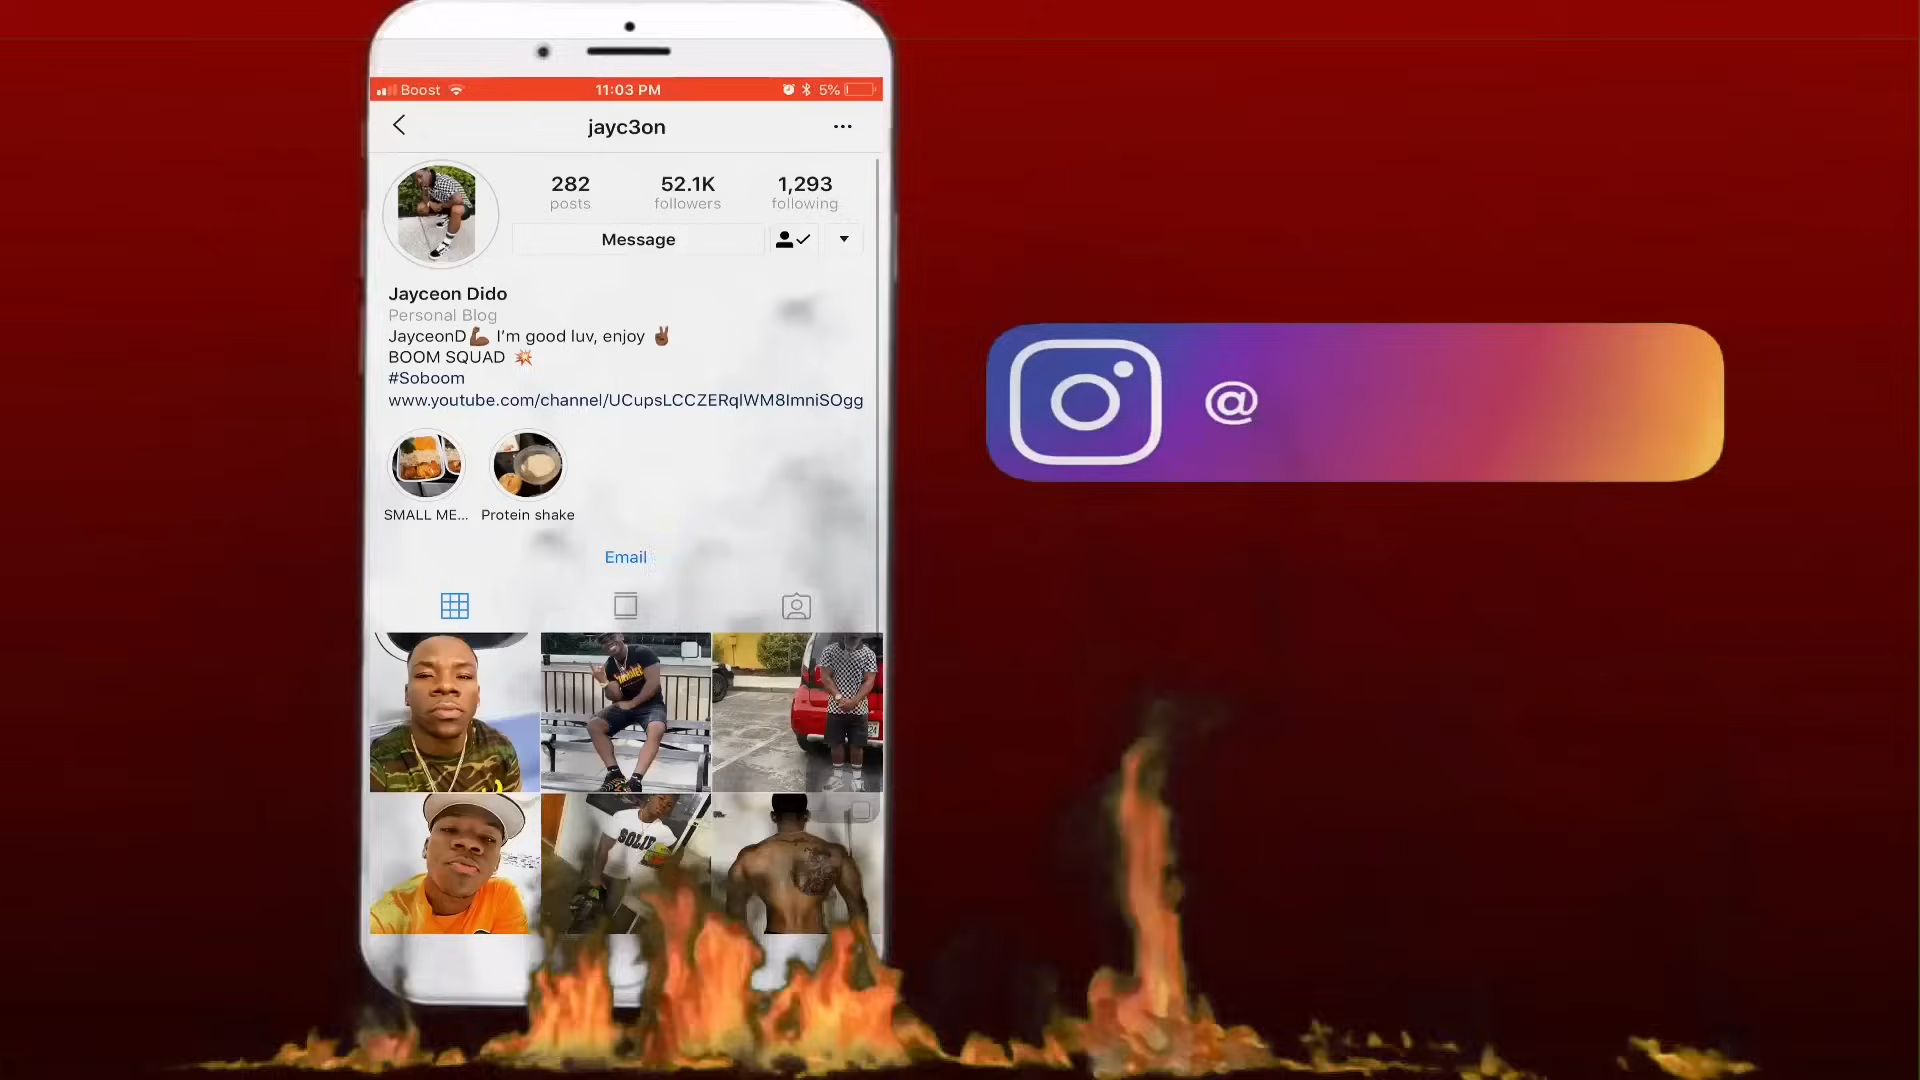 Boost 11:03 PM 5%
jayc3on
282 52.1K 1,293
posts followers following
Message
Jayceon Dido
Personal Blog
JayceonD💪🏾 I'm good luv, enjoy ✌🏾
BOOM SQUAD 💥
#Soboom
www.youtube.com/channel/UCupsLCCZERqlWM8ImniSOgg
SMALL ME... Protein shake
Email
@
SOLID